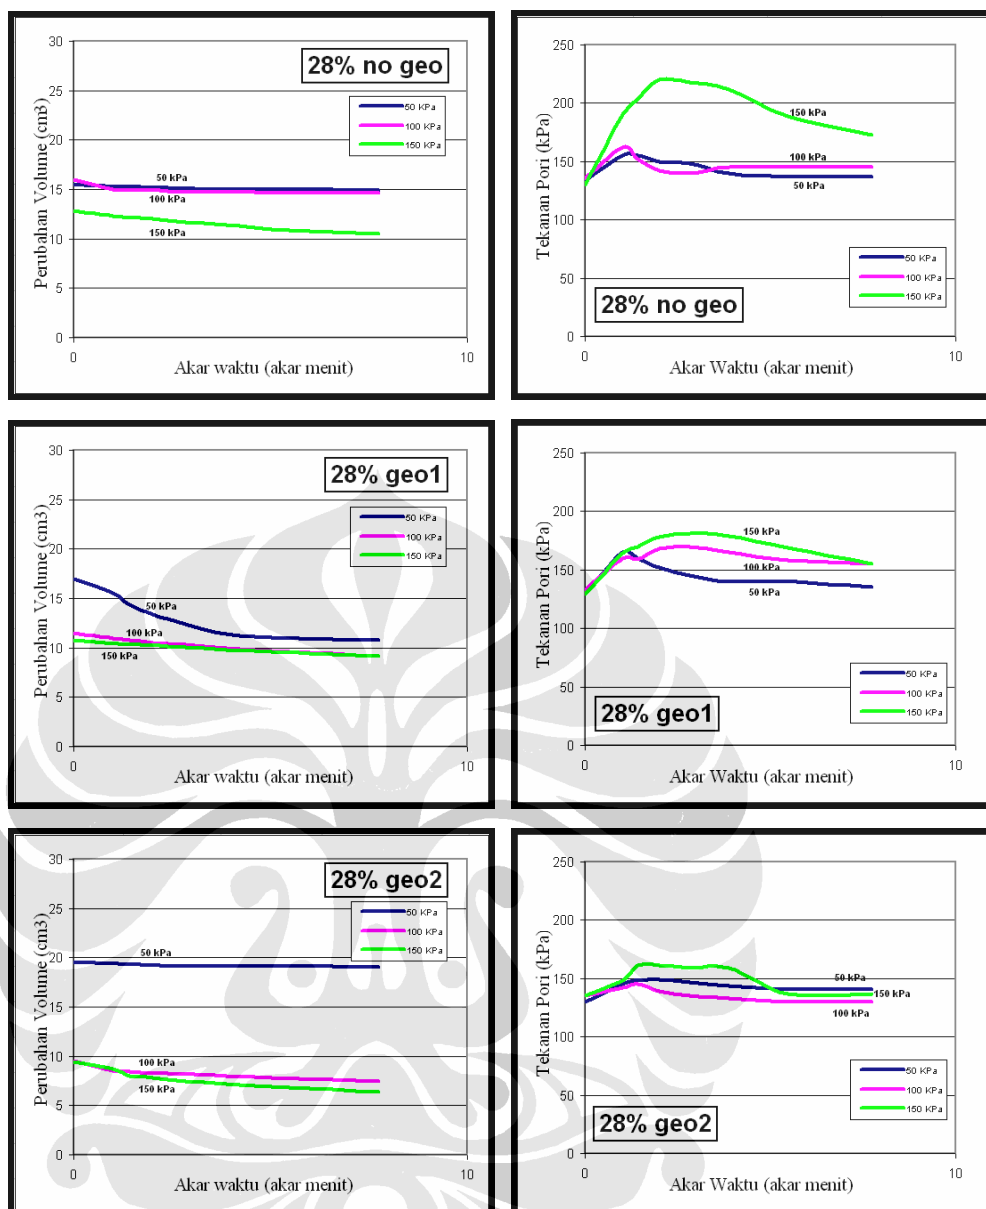 28% no geo
50 KPa
100 KPa
150 KPa
50 kPa
100 kPa
150 kPa
30
25
20
15
10
5
0
0
10
Perubahan Volume (cm3)
Akar waktu (akar menit)
250
200
150
100
50
0
0
10
Tekanan Pori (kPa)
150 kPa
100 kPa
50 kPa
50 KPa
100 KPa
150 KPa
28% no geo
Akar Waktu (akar menit)
28% geo1
50 KPa
100 KPa
150 KPa
50 kPa
100 kPa
150 kPa
30
25
20
15
10
5
0
0
10
Perubahan Volume (cm3)
Akar waktu (akar menit)
250
200
150
100
50
0
0
10
Tekanan Pori (kPa)
150 kPa
100 kPa
50 kPa
50 KPa
100 KPa
150 KPa
28% geo1
Akar Waktu (akar menit)
28% geo2
50 KPa
100 KPa
150 KPa
50 kPa
100 kPa
150 kPa
30
25
20
15
10
5
0
0
10
Perubahan Volume (cm3)
Akar waktu (akar menit)
250
200
150
100
50
0
0
10
Tekanan Pori (kPa)
50 kPa
150 kPa
100 kPa
50 KPa
100 KPa
150 KPa
28% geo2
Akar Waktu (akar menit)